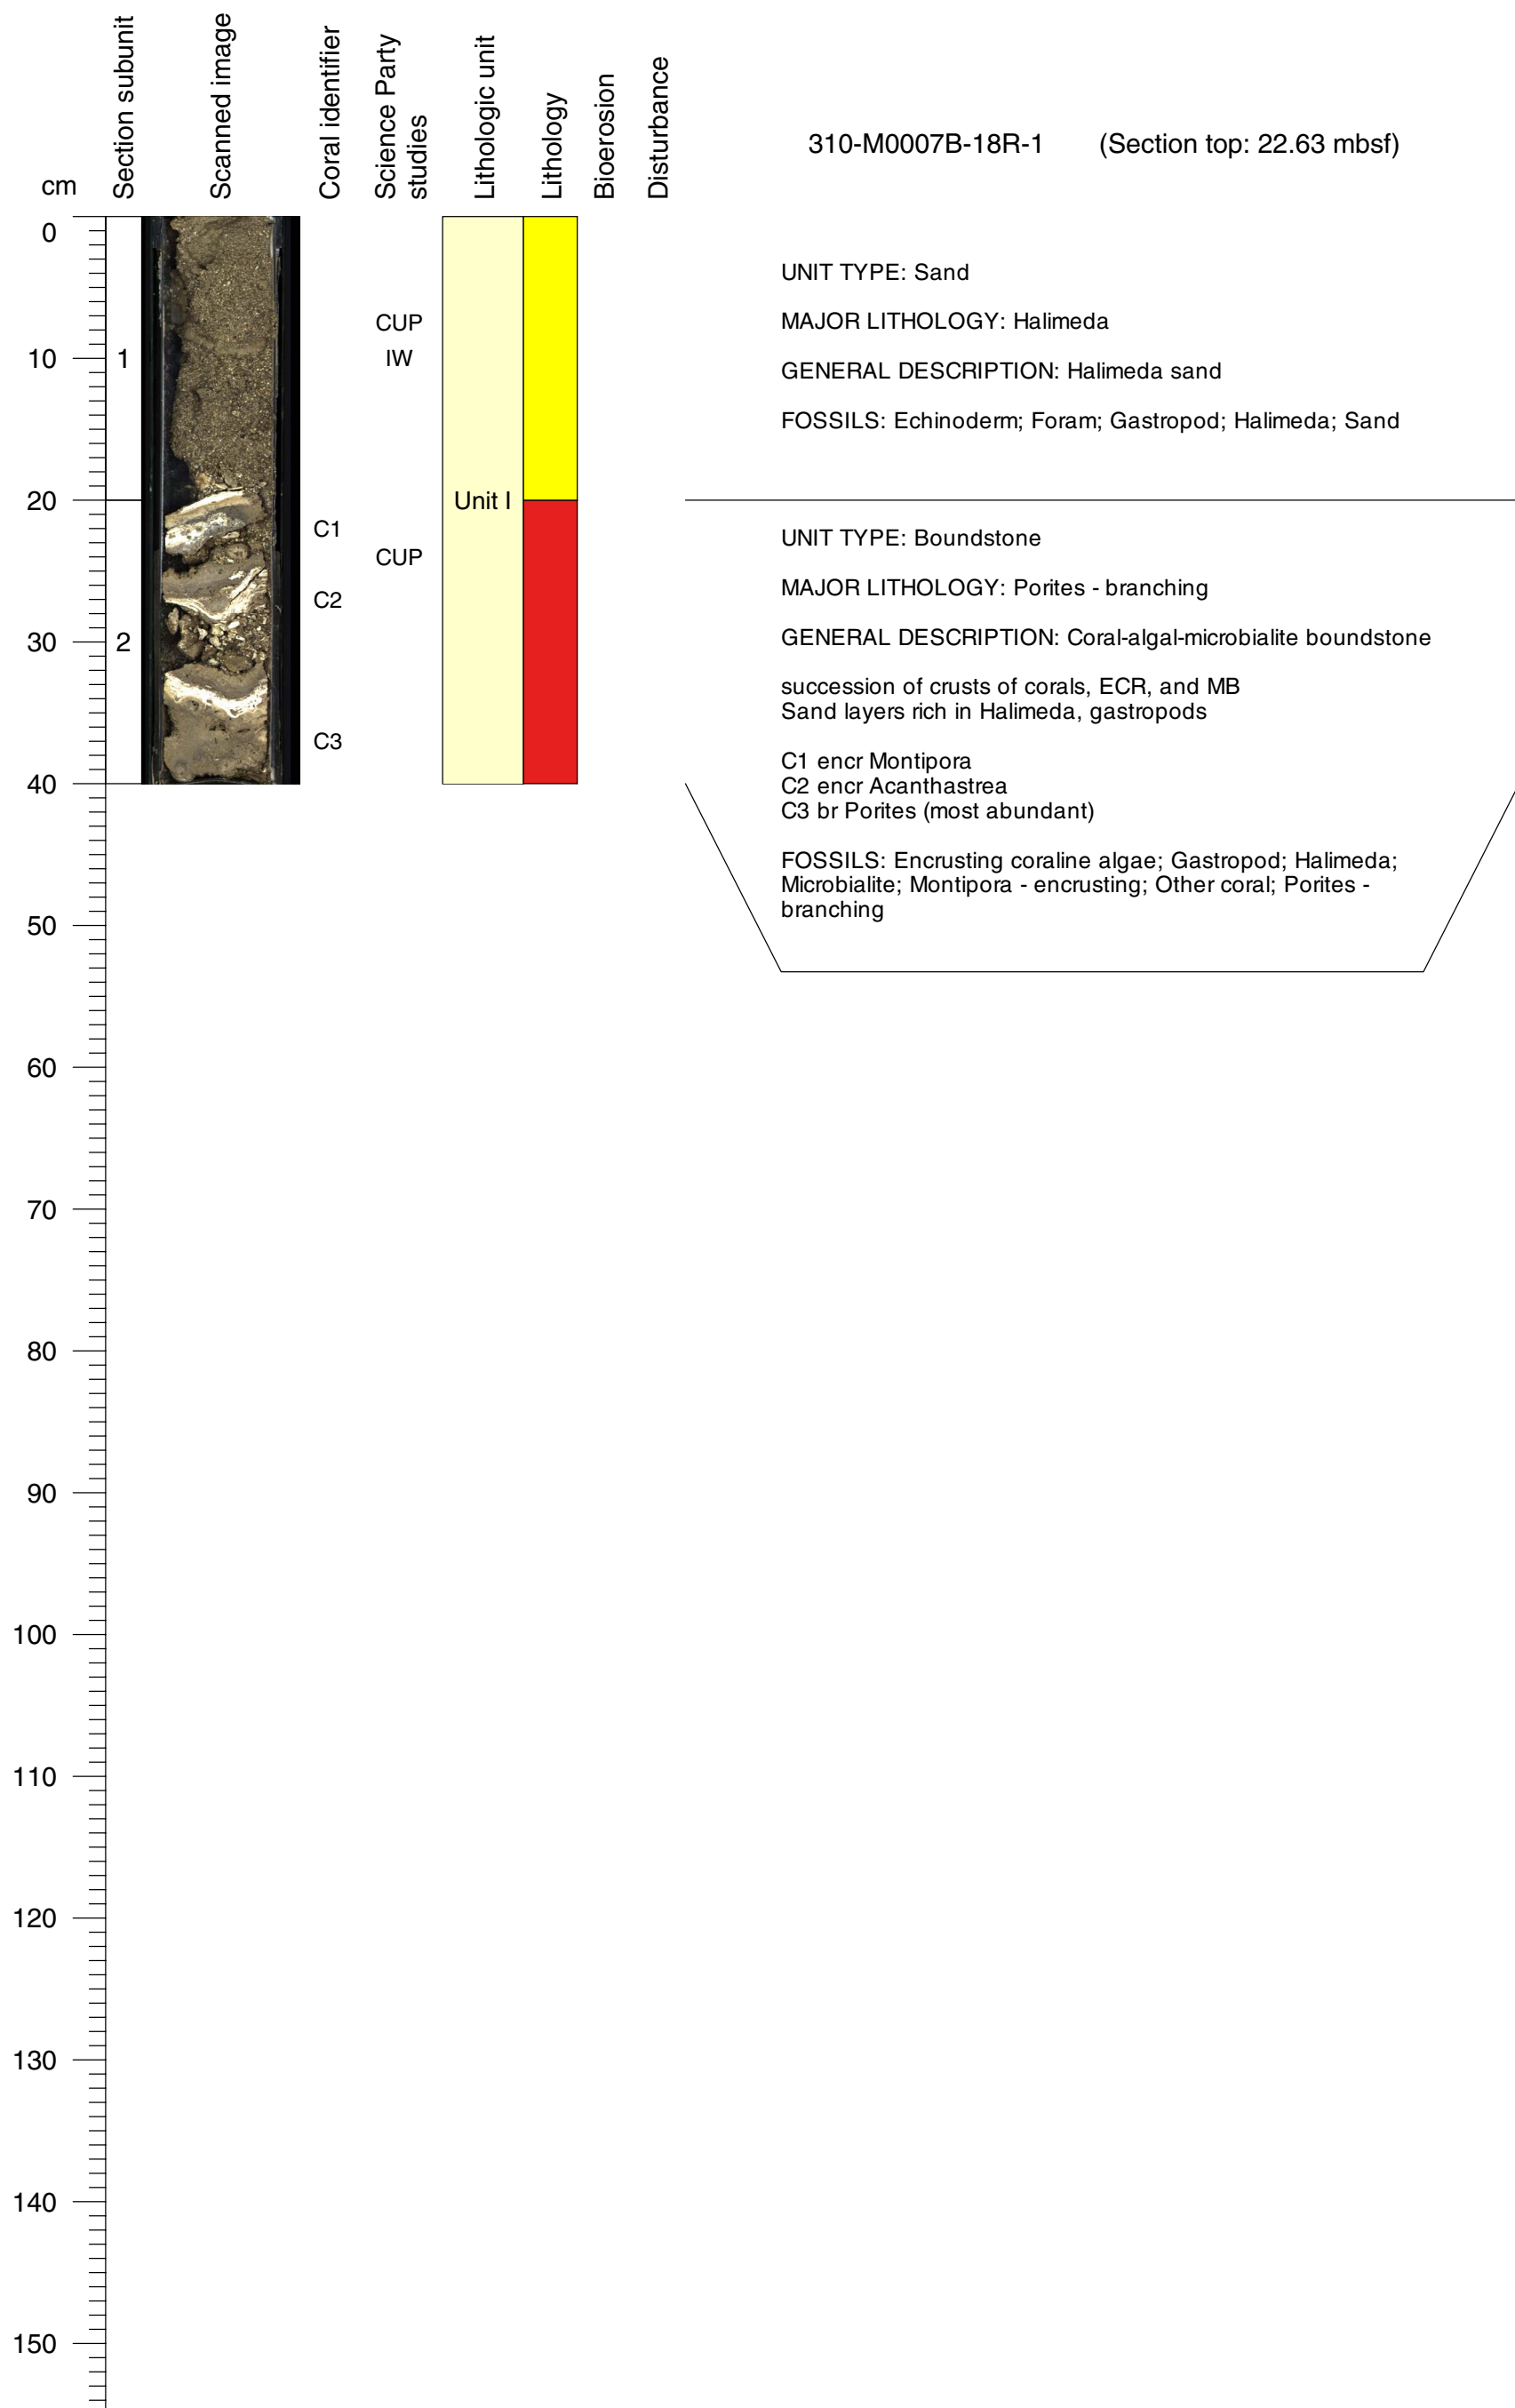 cm
Section subunit
Scanned image
Coral identifier
Science Party
studies
Lithologic unit
Lithology
Bioerosion
Disturbance
310-M0007B-18R-1 (Section top: 22.63 mbsf)
0
10
20
30
40
50
60
70
80
90
100
110
120
130
140
150
1
2
C1
C2
C3
CUP
IW
CUP
Unit I
UNIT TYPE: Sand
MAJOR LITHOLOGY: Halimeda
GENERAL DESCRIPTION: Halimeda sand
FOSSILS: Echinoderm; Foram; Gastropod; Halimeda; Sand
UNIT TYPE: Boundstone
MAJOR LITHOLOGY: Porites - branching
GENERAL DESCRIPTION: Coral-algal-microbialite boundstone
succession of crusts of corals, ECR, and MB
Sand layers rich in Halimeda, gastropods
C1 encr Montipora
C2 encr Acanthastrea
C3 br Porites (most abundant)
FOSSILS: Encrusting coraline algae; Gastropod; Halimeda;
Microbialite; Montipora - encrusting; Other coral; Porites -
branching